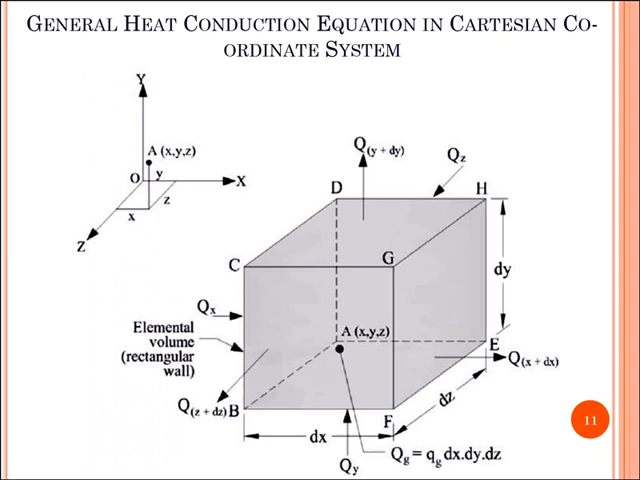 GENERAL HEAT CONDUCTION EQUATION IN CARTESIAN CO-
ORDINATE SYSTEM
Y
A (x,y,z)
O
y
X
x
z
Z
Q(y + dy)
Qz
D
H
C
G
dy
Qx
A (x,y,z)
Elemental
volume
(rectangular
wall)
E
Q(x + dx)
Q(z + dz)
B
F
dz
dx
Qy
Qg = qg dx.dy.dz
11